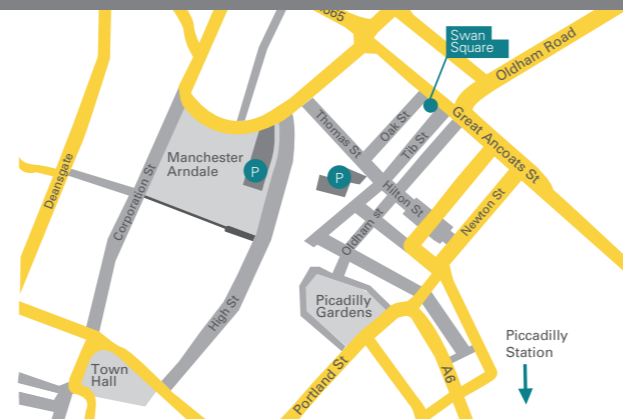 Swan
Square
Oldham Road
Great Ancoats St
Thomas St
Oak St
Tib St
Manchester
Arndale
P
P
Deansgate
Corporation St
Hilton St
Newton St
Oldham st
High St
Picadilly
Gardens
Piccadilly
Station
Town
Hall
Portland St
A6